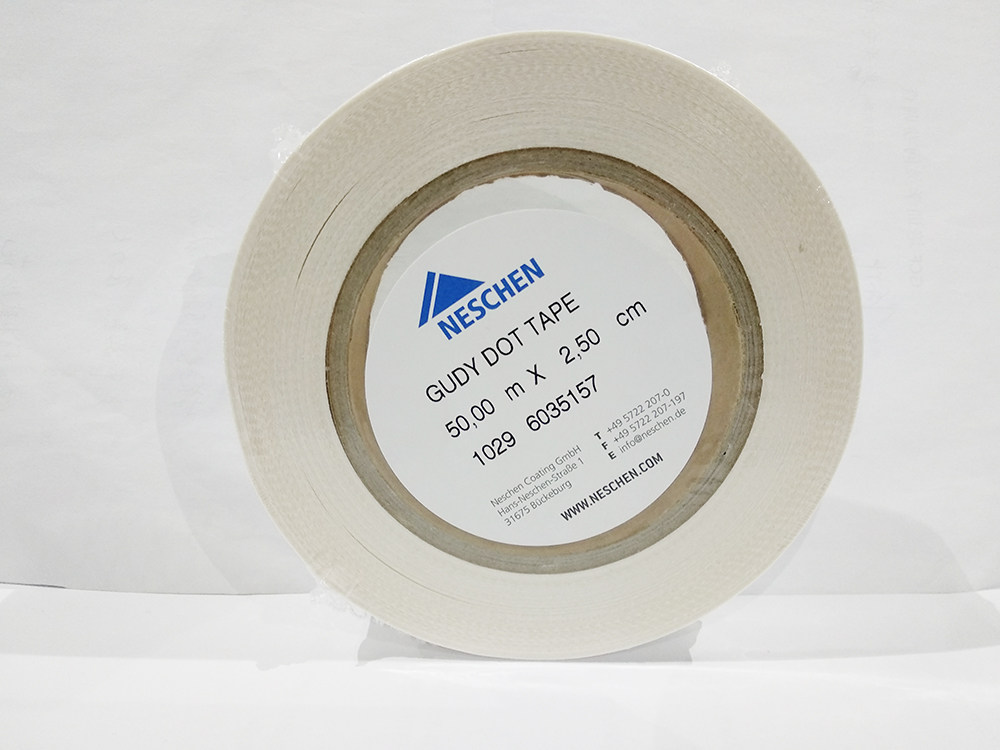 NESCHEN
GUDY DOT TAPE
50,00 m X 2,50 cm
1029 6035157
Neschen Coating GmbH
Hans-Neschen-Straße 1
31675 Bückeburg
T +49 5722 207-0
F +49 5722 207-197
E info@neschen.de
WWW.NESCHEN.COM